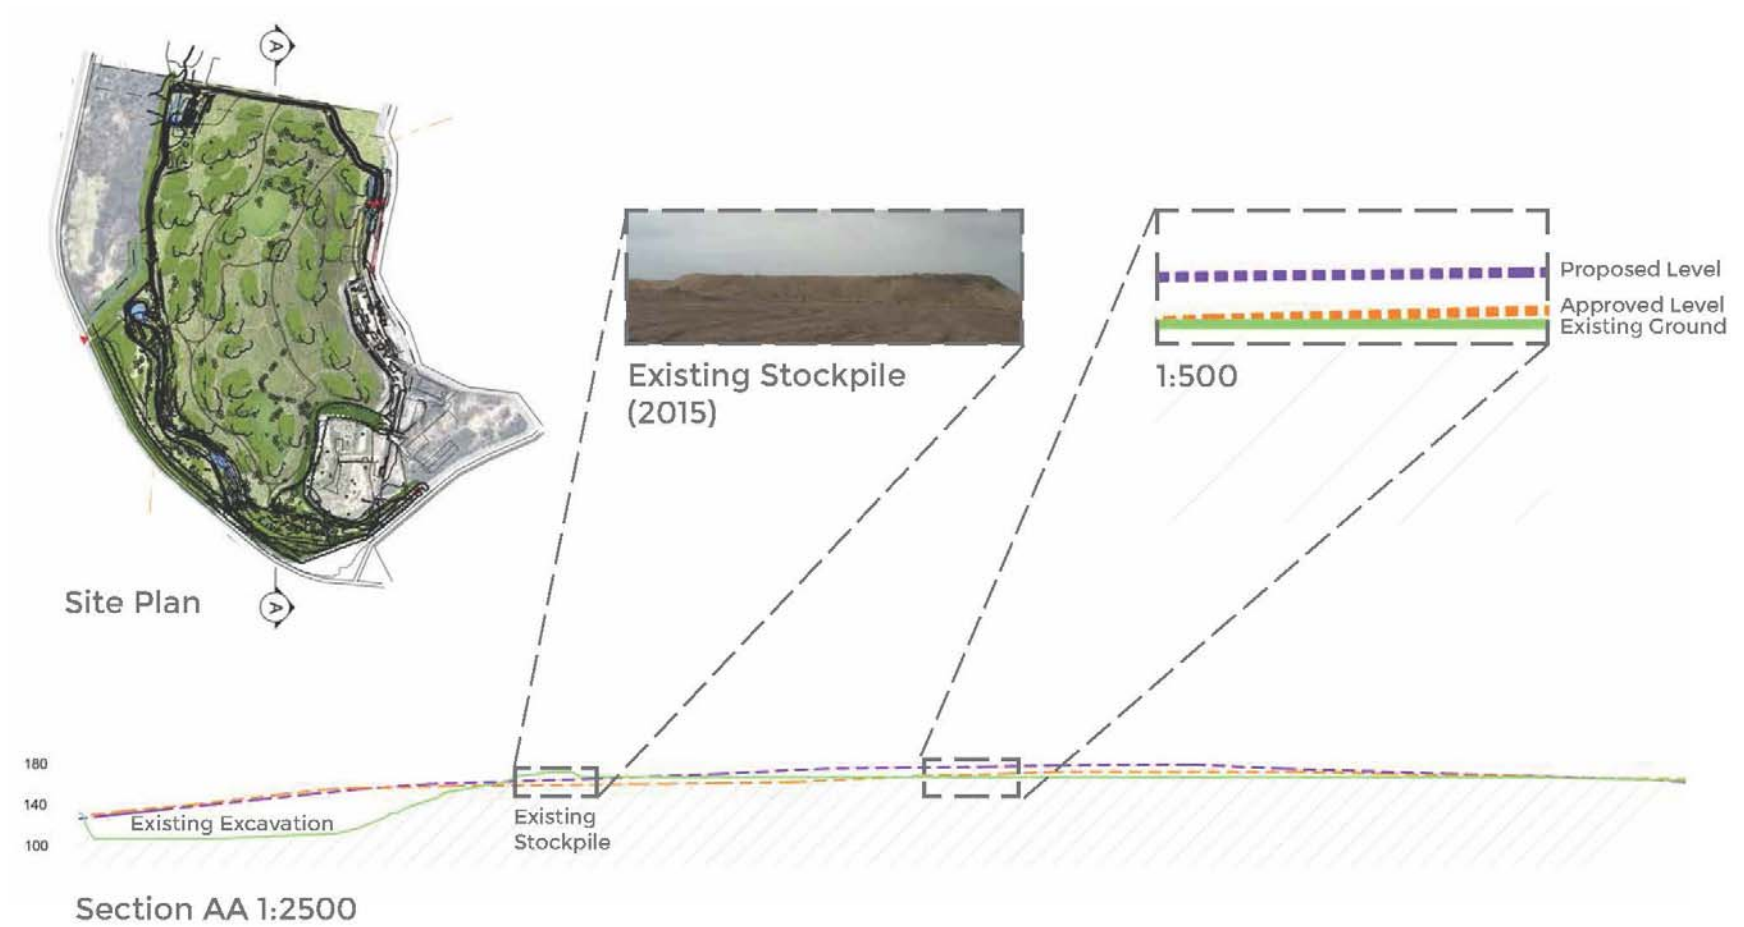 A
Proposed Level
Approved Level
Existing Ground
Existing Stockpile
(2015)
1:500
Site Plan
A
180
140
100
Existing Excavation
Existing
Stockpile
Section AA 1:2500